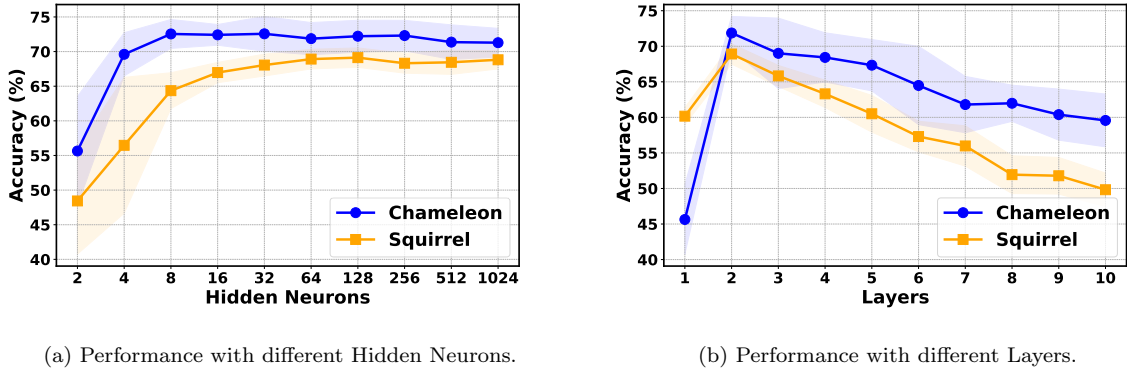 75
70
65
60
55
50
45
40
Accuracy (%)
2 4 8 16 32 64 128 256 512 1024
Hidden Neurons
Chameleon
Squirrel
(a) Performance with different Hidden Neurons.
75
70
65
60
55
50
45
40
Accuracy (%)
1 2 3 4 5 6 7 8 9 10
Layers
Chameleon
Squirrel
(b) Performance with different Layers.